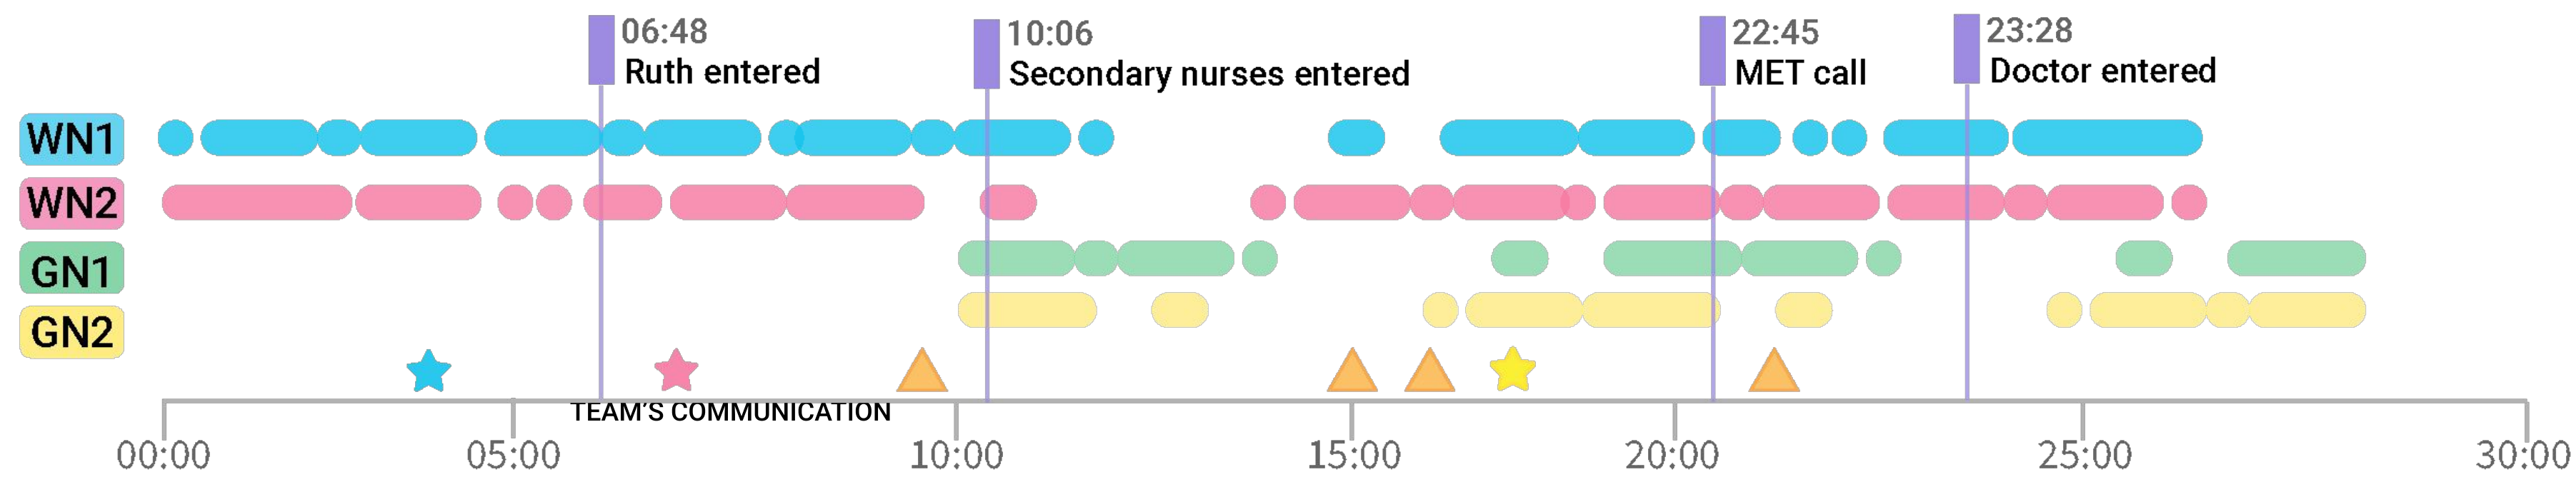 06:48
Ruth entered
10:06
Secondary nurses entered
22:45
MET call
23:28
Doctor entered
WN1
WN2
GN1
GN2
TEAM'S COMMUNICATION
00:00
05:00
10:00
15:00
20:00
25:00
30:00